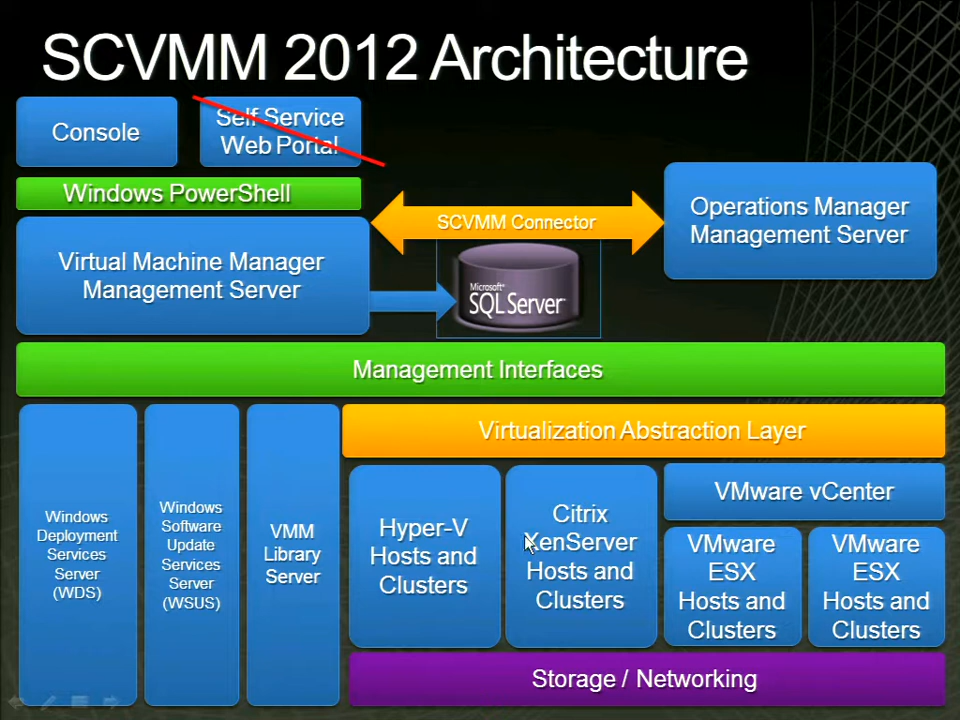 SCVMM 2012 Architecture
Console
Self Service
Web Portal
Windows PowerShell
SCVMM Connector
Operations Manager
Management Server
Virtual Machine Manager
Management Server
Microsoft®
SQL Server™
Management Interfaces
Virtualization Abstraction Layer
Windows
Deployment
Services
Server
(WDS)
Windows
Software
Update
Services
Server
(WSUS)
VMM
Library
Server
Hyper-V
Hosts and
Clusters
Citrix
XenServer
Hosts and
Clusters
VMware vCenter
VMware
ESX
Hosts and
Clusters
VMware
ESX
Hosts and
Clusters
Storage / Networking